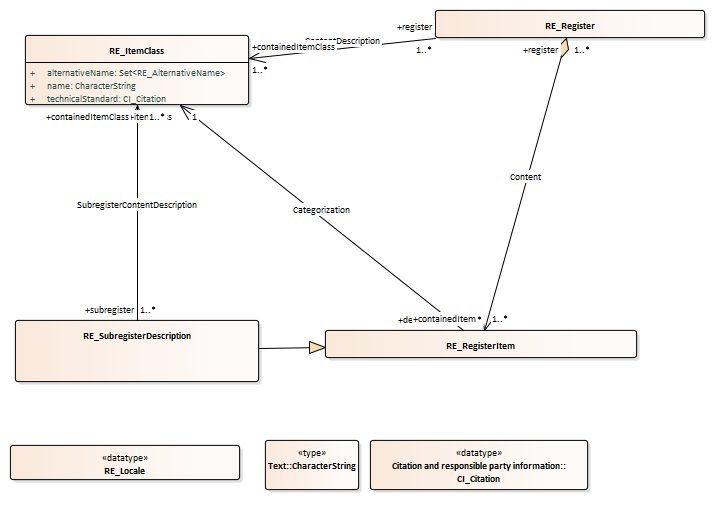 RE_Register
+register
+register
1..*
1..*
ContentDescription
+containedItemClass
1..*
RE_ItemClass
+ alternativeName: Set<RE_AlternativeName>
+ name: CharacterString
+ technicalStandard: CI_Citation
+containedItemClass
1..*
1
Content
SubregisterContentDescription
Categorization
+subregister
1..*
+de
+containedItem
*
1..*
RE_SubregisterDescription
RE_RegisterItem
«datatype»
RE_Locale
«type»
Text::CharacterString
«datatype»
Citation and responsible party information::
CI_Citation